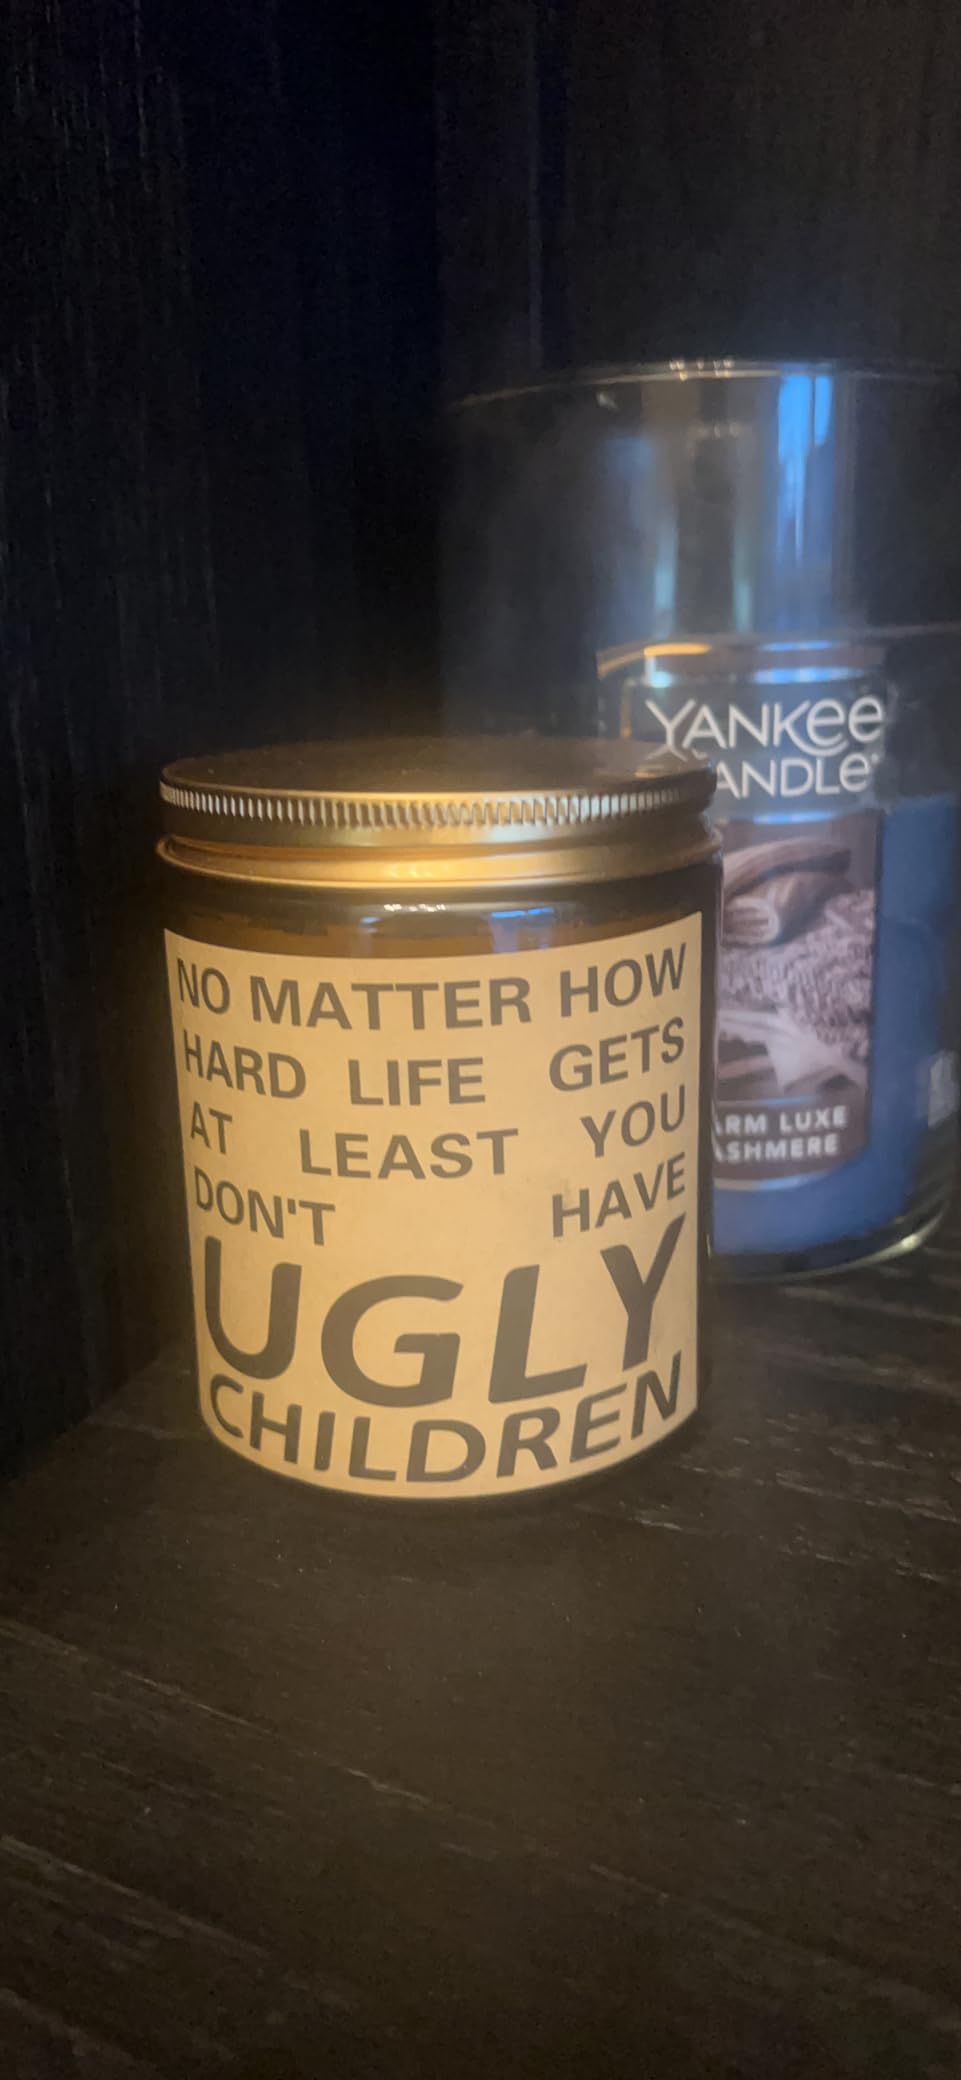 NO MATTER HOW
HARD LIFE GETS
AT LEAST YOU
DON'T HAVE
UGLY
CHILDREN
YANKEE
ANDLE
ARM LUXE
ASHMERE